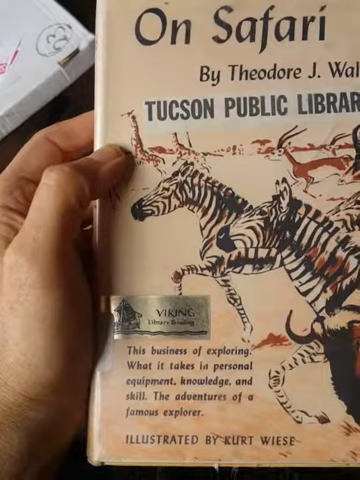 On Safari
By Theodore J. Wal
TUCSON PUBLIC LIBRAR
VIKING
Library Binding
This business of exploring.
What it takes in personal
equipment, knowledge, and
skill. The adventures of a
famous explorer.
ILLUSTRATED BY KURT WIESE